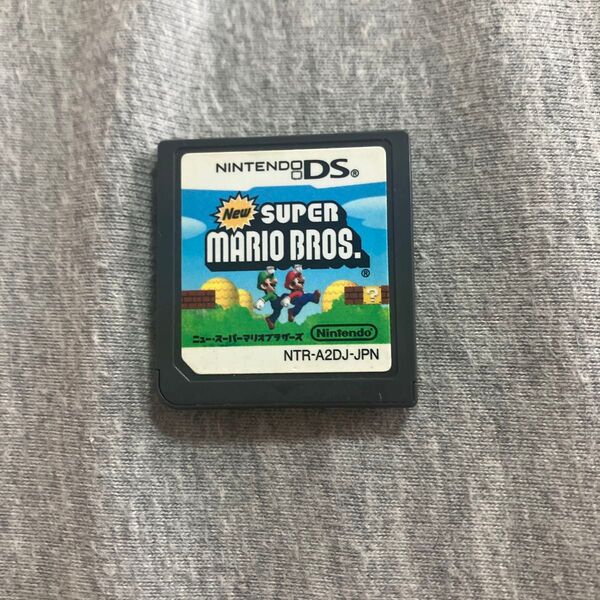 NINTENDO DS®
New SUPER
MARIO BROS.®
?
ニュー・スーパーマリオブラザーズ
Nintendo
NTR-A2DJ-JPN